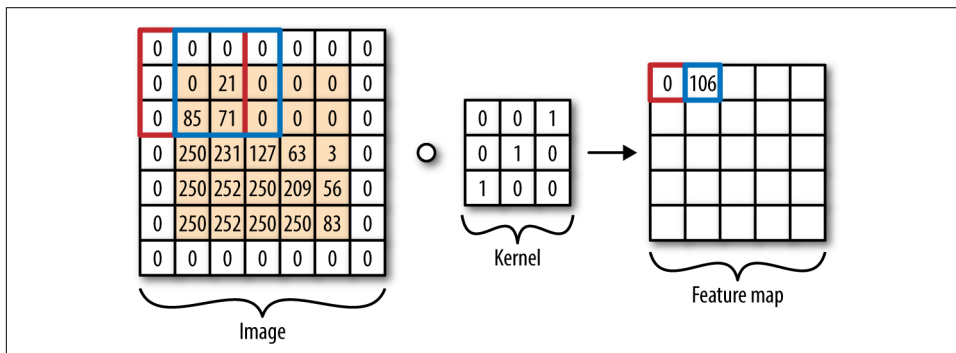 0 0 0 0 0 0 0
0 0 21 0 0 0 0
0 85 71 0 0 0 0
0 250 231 127 63 3 0
0 250 252 250 209 56 0
0 250 252 250 250 83 0
0 0 0 0 0 0 0
Image
0 0 1
0 1 0
1 0 0
Kernel
0 106
Feature map